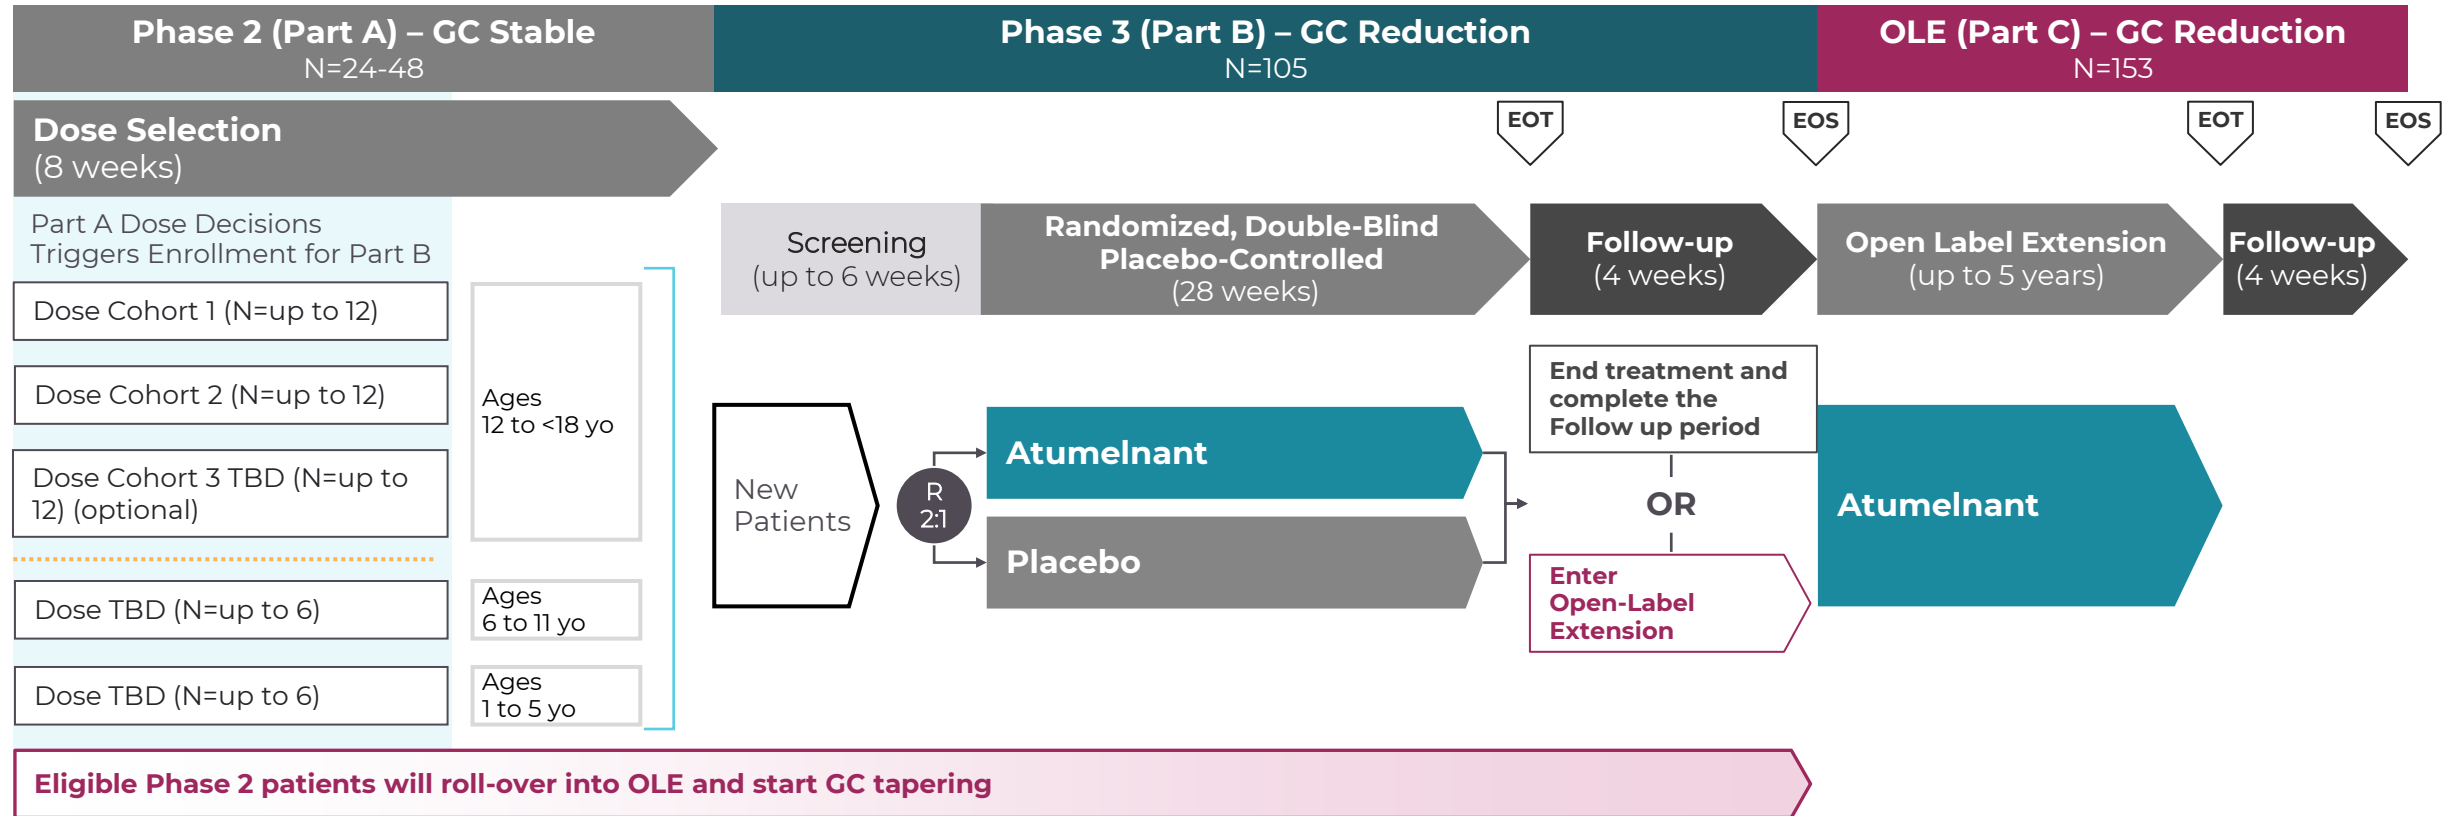 Phase 2 (Part A) – GC Stable
N=24-48
Phase 3 (Part B) – GC Reduction
N=105
OLE (Part C) – GC Reduction
N=153
Dose Selection
(8 weeks)
EOT
EOS
EOT
EOS
Part A Dose Decisions
Triggers Enrollment for Part B
Screening
(up to 6 weeks)
Randomized, Double-Blind
Placebo-Controlled
(28 weeks)
Follow-up
(4 weeks)
Open Label Extension
(up to 5 years)
Follow-up
(4 weeks)
Dose Cohort 1 (N=up to 12)
Dose Cohort 2 (N=up to 12)
Dose Cohort 3 TBD (N=up to
12) (optional)
Ages
12 to <18 yo
Dose TBD (N=up to 6)
Ages
6 to 11 yo
Dose TBD (N=up to 6)
Ages
1 to 5 yo
New
Patients
R
2:1
Atumelnant
Placebo
End treatment and
complete the
Follow up period
OR
Enter
Open-Label
Extension
Atumelnant
Eligible Phase 2 patients will roll-over into OLE and start GC tapering